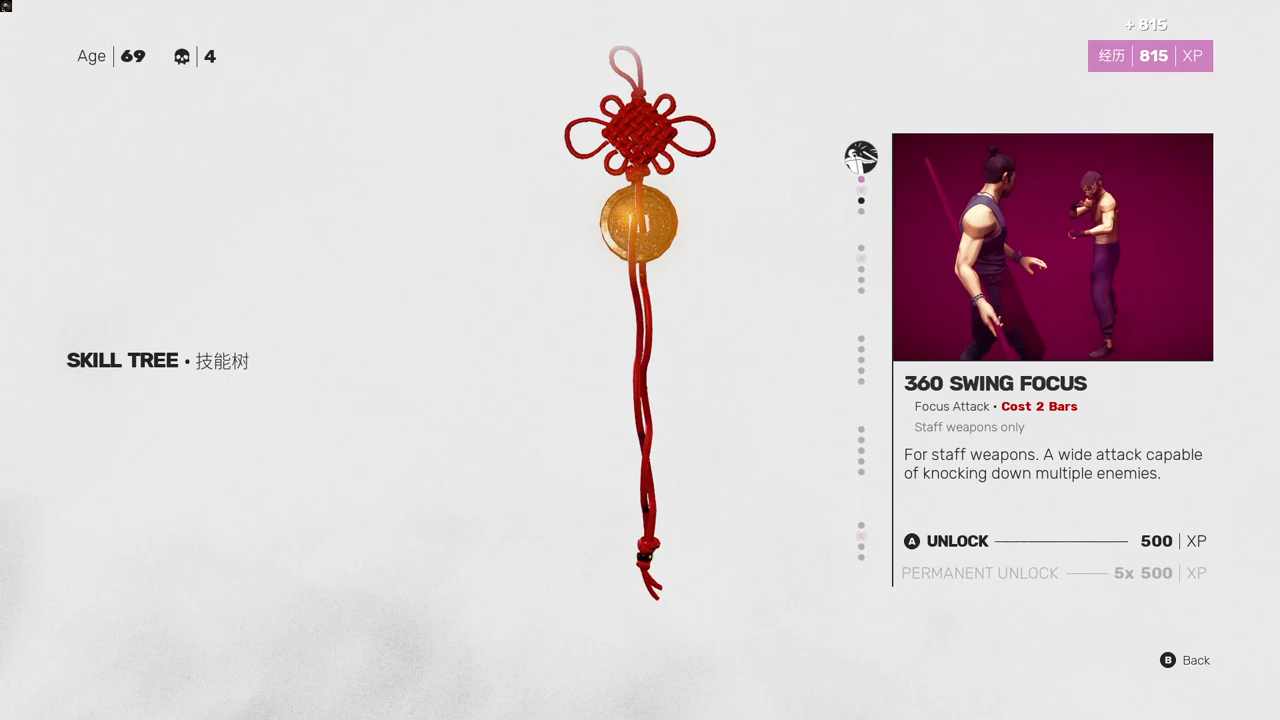 + 815
Age 69 4
经历 815 XP
SKILL TREE • 技能树
360 SWING FOCUS
Focus Attack • Cost 2 Bars
Staff weapons only
For staff weapons. A wide attack capable
of knocking down multiple enemies.
A UNLOCK 500 XP
PERMANENT UNLOCK 5x 500 XP
B Back